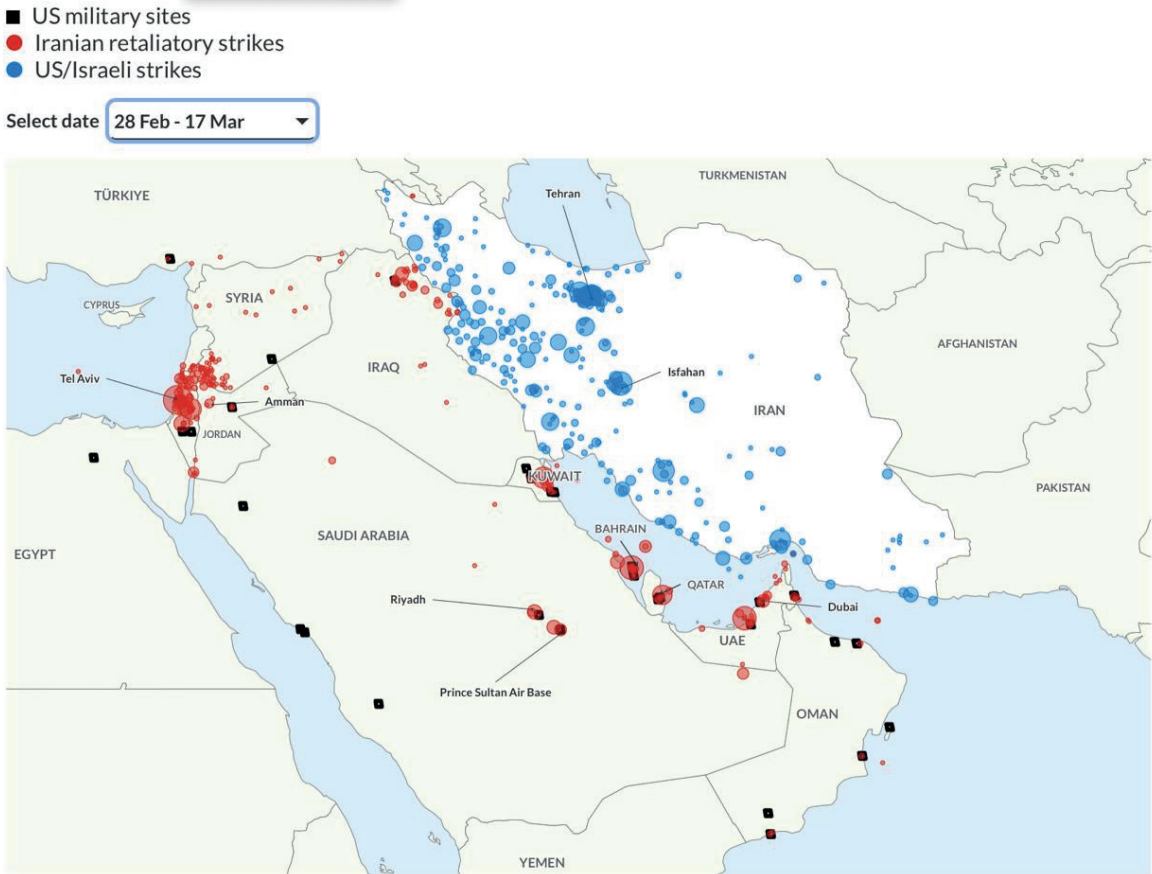 US military sites
Iranian retaliatory strikes
US/Israeli strikes
Select date 28 Feb - 17 Mar
TURKMENISTAN
TÜRKIYE
Tehran
SYRIA
CYPRUS
AFGHANISTAN
IRAQ
Isfahan
Tel Aviv
Amman
IRAN
JORDAN
KUWAIT
PAKISTAN
BAHRAIN
SAUDI ARABIA
EGYPT
QATAR
Riyadh
Dubai
UAE
Prince Sultan Air Base
OMAN
YEMEN